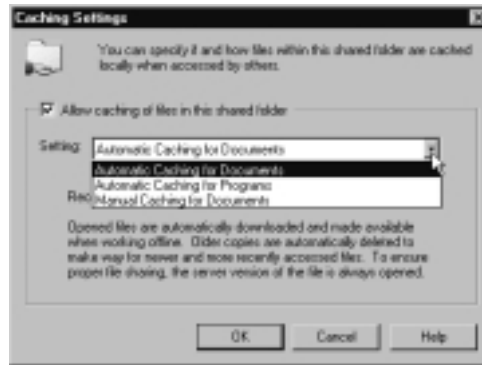 Caching Settings
You can specify if and how files within this shared folder are cached
locally when accessed by others.
Allow caching of files in this shared folder
Setting:
Automatic Caching for Documents
Automatic Caching for Documents
Automatic Caching for Programs
Rec
Manual Caching for Documents
Opened files are automatically downloaded and made available
when working offline. Older copies are automatically deleted to
make way for newer and more recently accessed files. To ensure
proper file sharing, the server version of the file is always opened.
OK Cancel Help